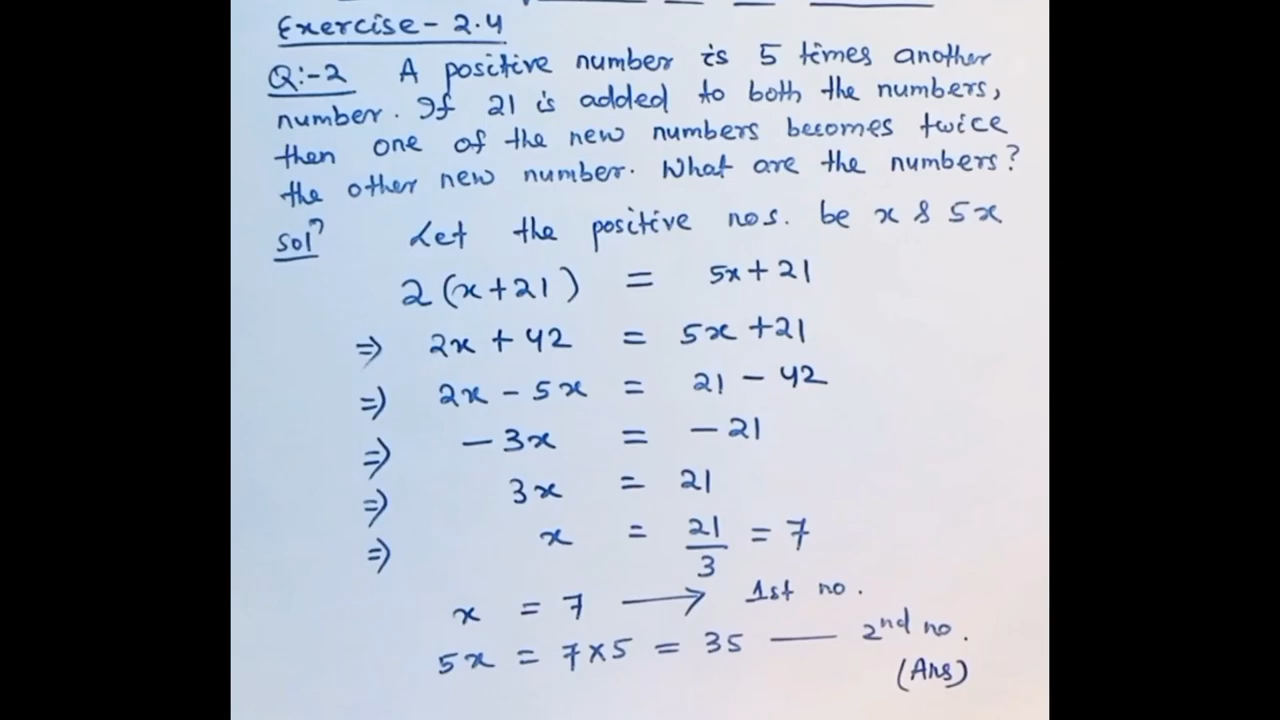 Exercise - 2.4
Q:-2 A positive number is 5 times another
number. If 21 is added to both the numbers,
then one of the new numbers becomes twice
the other new number. What are the numbers?
Solⁿ Let the positive nos. be x & 5x
2(x+21) = 5x+21
⇒ 2x + 42 = 5x +21
⇒ 2x - 5x = 21 - 42
⇒ -3x = -21
⇒ 3x = 21
⇒ x = 21/3 = 7
x = 7 ⟶ 1st no.
5x = 7×5 = 35 — 2nd no.
(Ans)